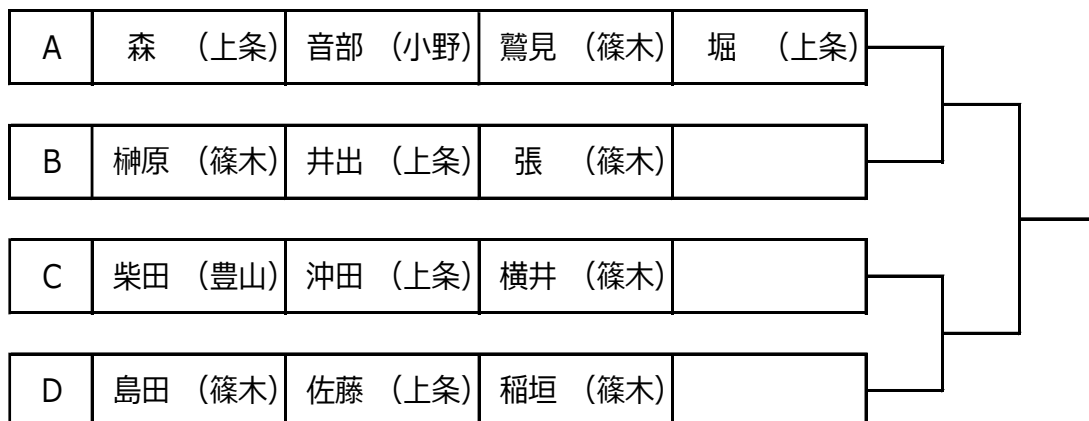 A 森 （上条） 音部 （小野） 鷲見 （篠木） 堀 （上条）
B 榊原 （篠木） 井出 （上条） 張 （篠木）
C 柴田 （豊山） 沖田 （上条） 横井 （篠木）
D 島田 （篠木） 佐藤 （上条） 稲垣 （篠木）